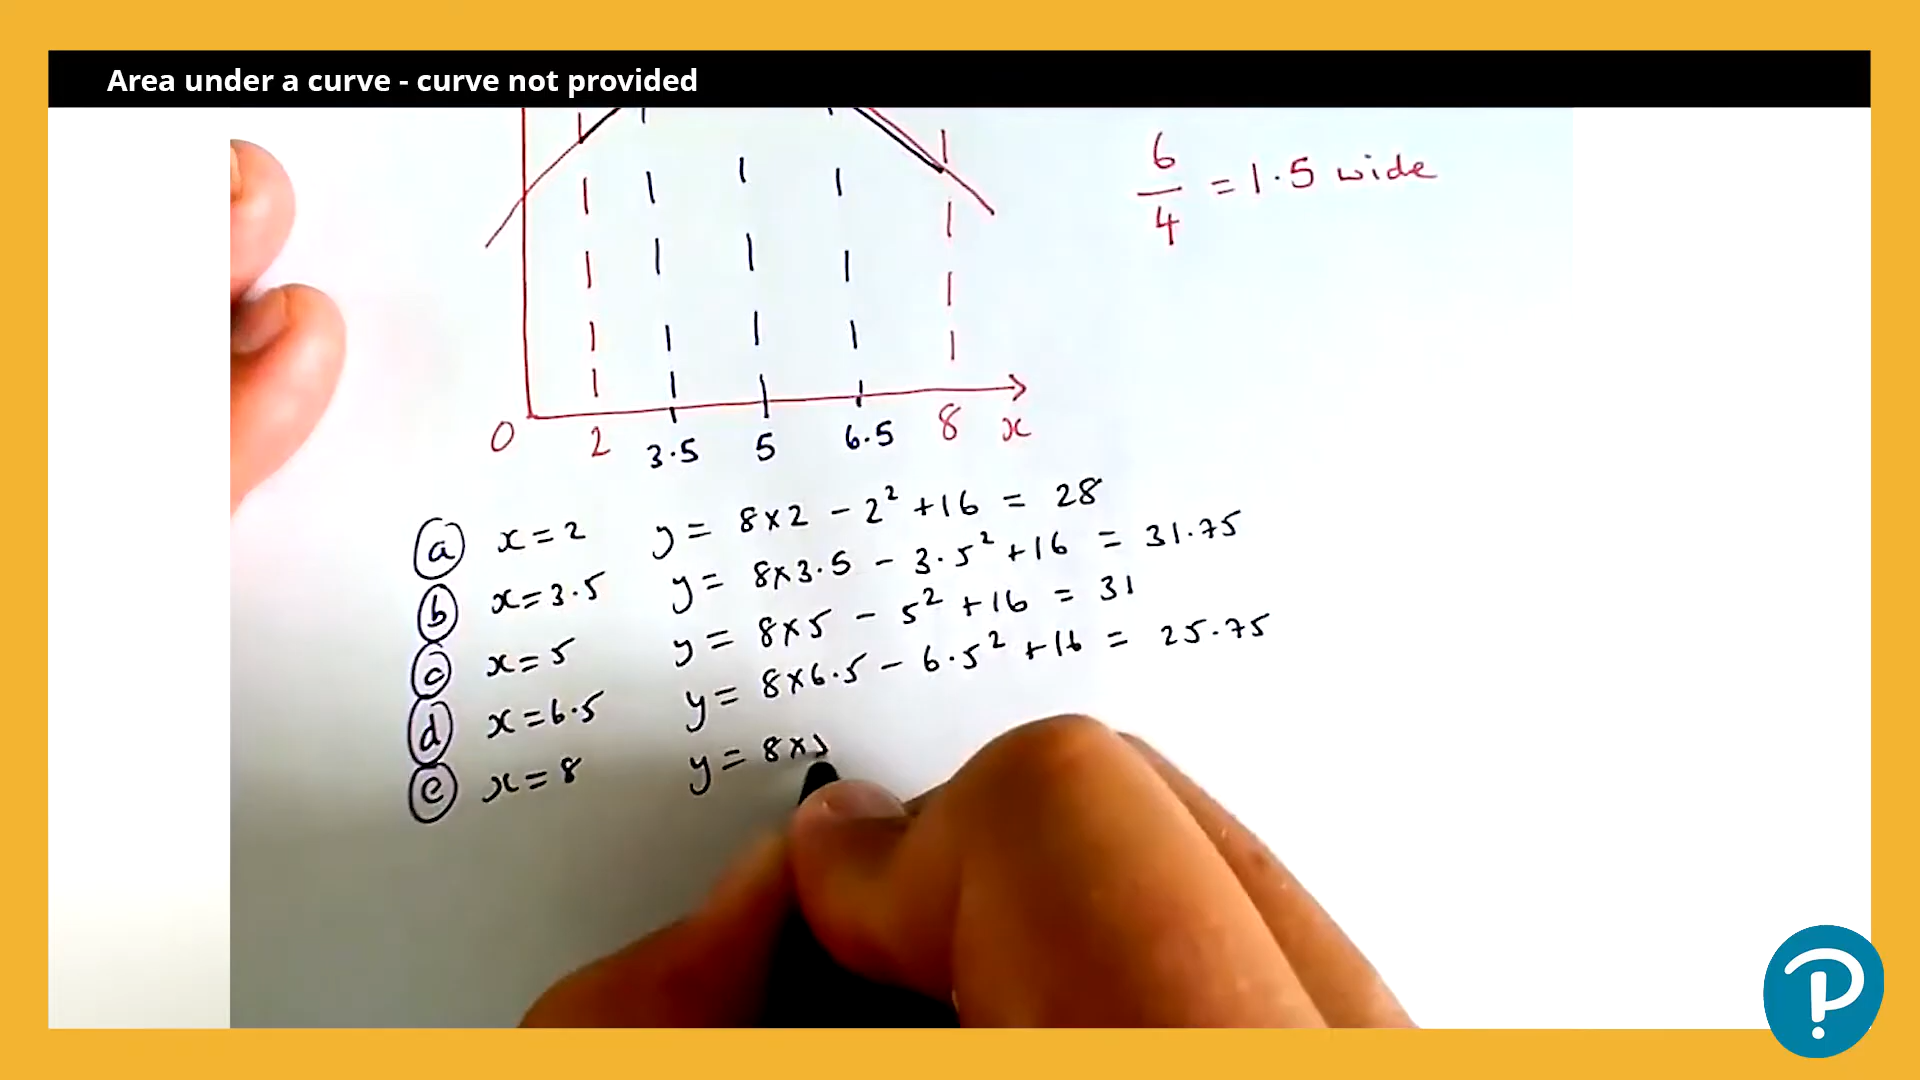 Area under a curve - curve not provided
6/4 = 1.5 wide
0 2 3.5 5 6.5 8 x
a x=2 y = 8×2 − 2² +16 = 28
b x=3.5 y = 8×3.5 − 3.5² +16 = 31.75
c x=5 y = 8×5 − 5² +16 = 31
d x=6.5 y = 8×6.5 − 6.5² +16 = 25.75
e x=8 y = 8×
P